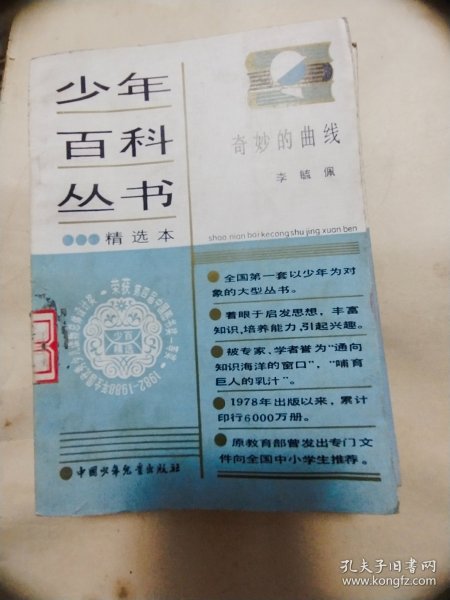 少年
百科
丛书
精选本
奇妙的曲线
李毓佩
shao nian bai ke cong shu jing xuan ben
全国第一套以少年为对
象的大型丛书。
着眼于启发思想，丰富
知识，培养能力，引起兴趣。
被专家、学者誉为“通向
知识海洋的窗口”，“哺育
巨人的乳汁”。
1978年出版以来，累计
印行6000万册。
原教育部曾发出专门文
件向全国中小学生推荐。
少百
中国少年儿童出版社
孔夫子旧书网
www.kongfz.com